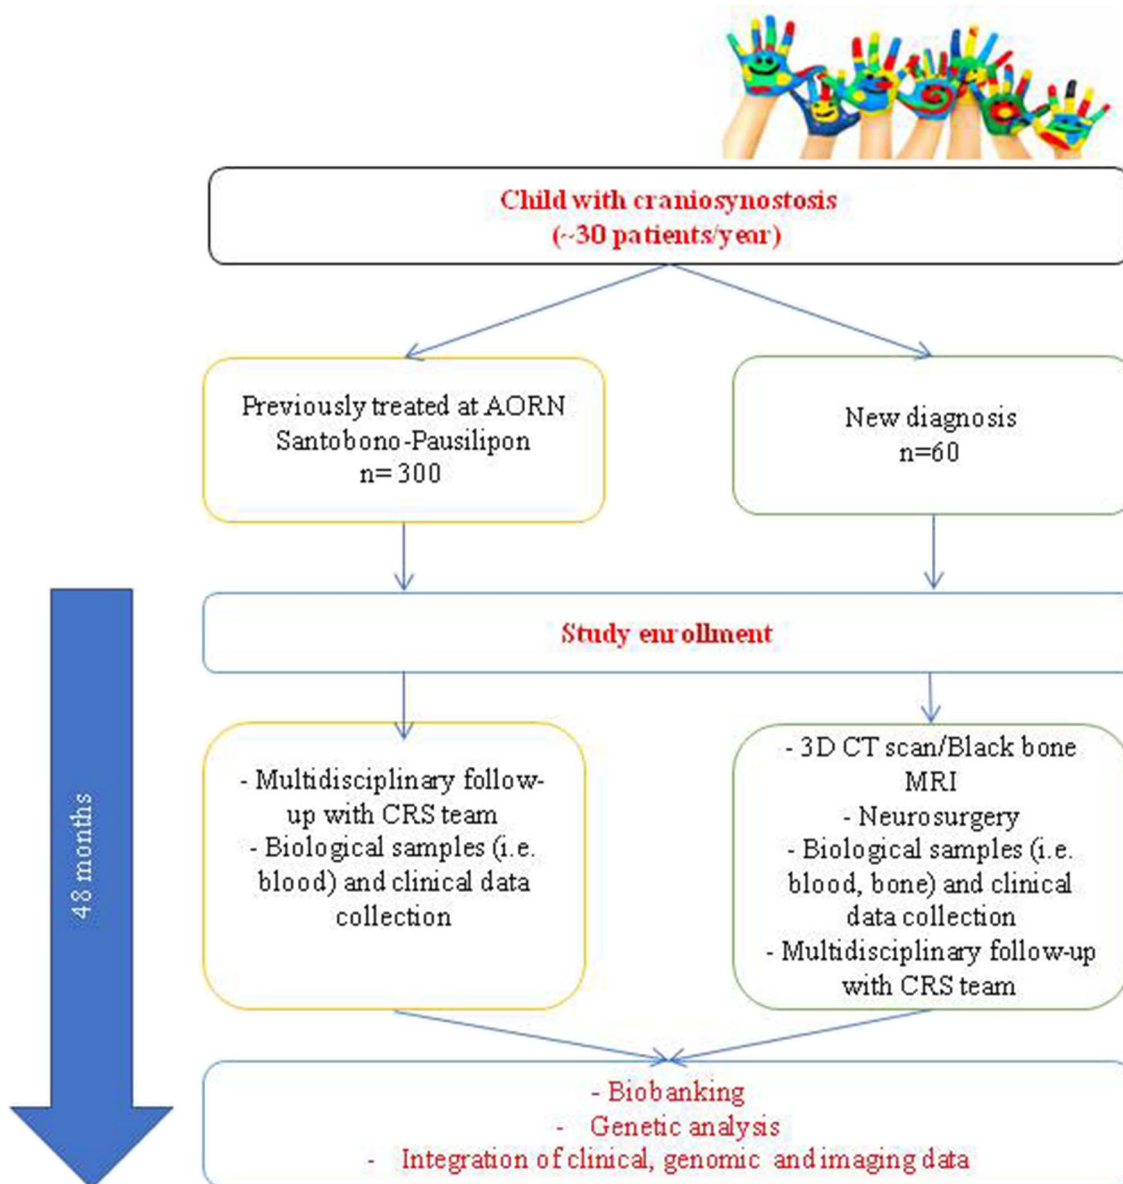 Child with craniosynostosis
(~30 patients/year)
Previously treated at AORN
Santobono-Pausilipon
n= 300
New diagnosis
n=60
Study enrollment
48 months
- Multidisciplinary follow-
up with CRS team
- Biological samples (i.e.
blood) and clinical data
collection
- 3D CT scan/Black bone
MRI
- Neurosurgery
- Biological samples (i.e.
blood, bone) and clinical
data collection
- Multidisciplinary follow-up
with CRS team
- Biobanking
- Genetic analysis
- Integration of clinical, genomic and imaging data